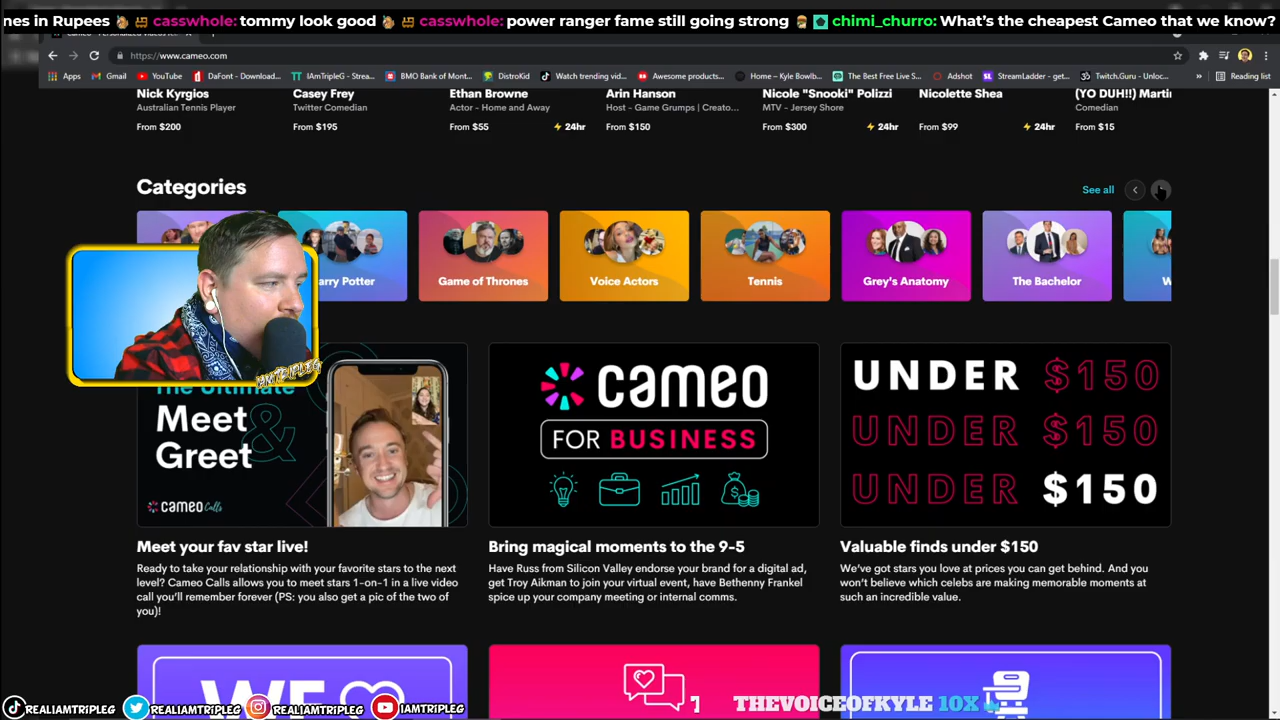 nes in Rupees casswhole: tommy look good casswhole: power ranger fame still going strong chimi_churro: What's the cheapest Cameo that we know?
https://www.cameo.com
Apps Gmail YouTube DaFont - Download... IAmTripleG - Strea... BMO Bank of Mont... DistroKid Watch trending vid... Awesome products... Home – Kyle Bowlb... The Best Free Live S... Adshot StreamLadder - get... Twitch.Guru - Unloc... » Reading list
Nick Kyrgios Casey Frey Ethan Browne Arin Hanson Nicole "Snooki" Polizzi Nicolette Shea (YO DUH!!) Marti
Australian Tennis Player Twitter Comedian Actor - Home and Away Host - Game Grumps | Creato... MTV - Jersey Shore Comedian
From $200 From $195 From $55 24hr From $150 From $300 24hr From $99 24hr From $15
Categories See all
arry Potter Game of Thrones Voice Actors Tennis Grey's Anatomy The Bachelor W
IAMTRIPLEG
The Ultimate
Meet &
Greet
cameo Calls
cameo
FOR BUSINESS
UNDER $150
UNDER $150
UNDER $150
Meet your fav star live!
Ready to take your relationship with your favorite stars to the next
level? Cameo Calls allows you to meet stars 1-on-1 in a live video
call you'll remember forever (PS: you also get a pic of the two of
you)!
Bring magical moments to the 9-5
Have Russ from Silicon Valley endorse your brand for a digital ad,
get Troy Aikman to join your virtual event, have Bethenny Frankel
spice up your company meeting or internal comms.
Valuable finds under $150
We've got stars you love at prices you can get behind. And you
won't believe which celebs are making memorable moments at
such an incredible value.
WE
REALIAMTRIPLEG REALIAMTRIPLEG REALIAMTRIPLEG IAMTRIPLEG THEVOICEOFKYLE 10X